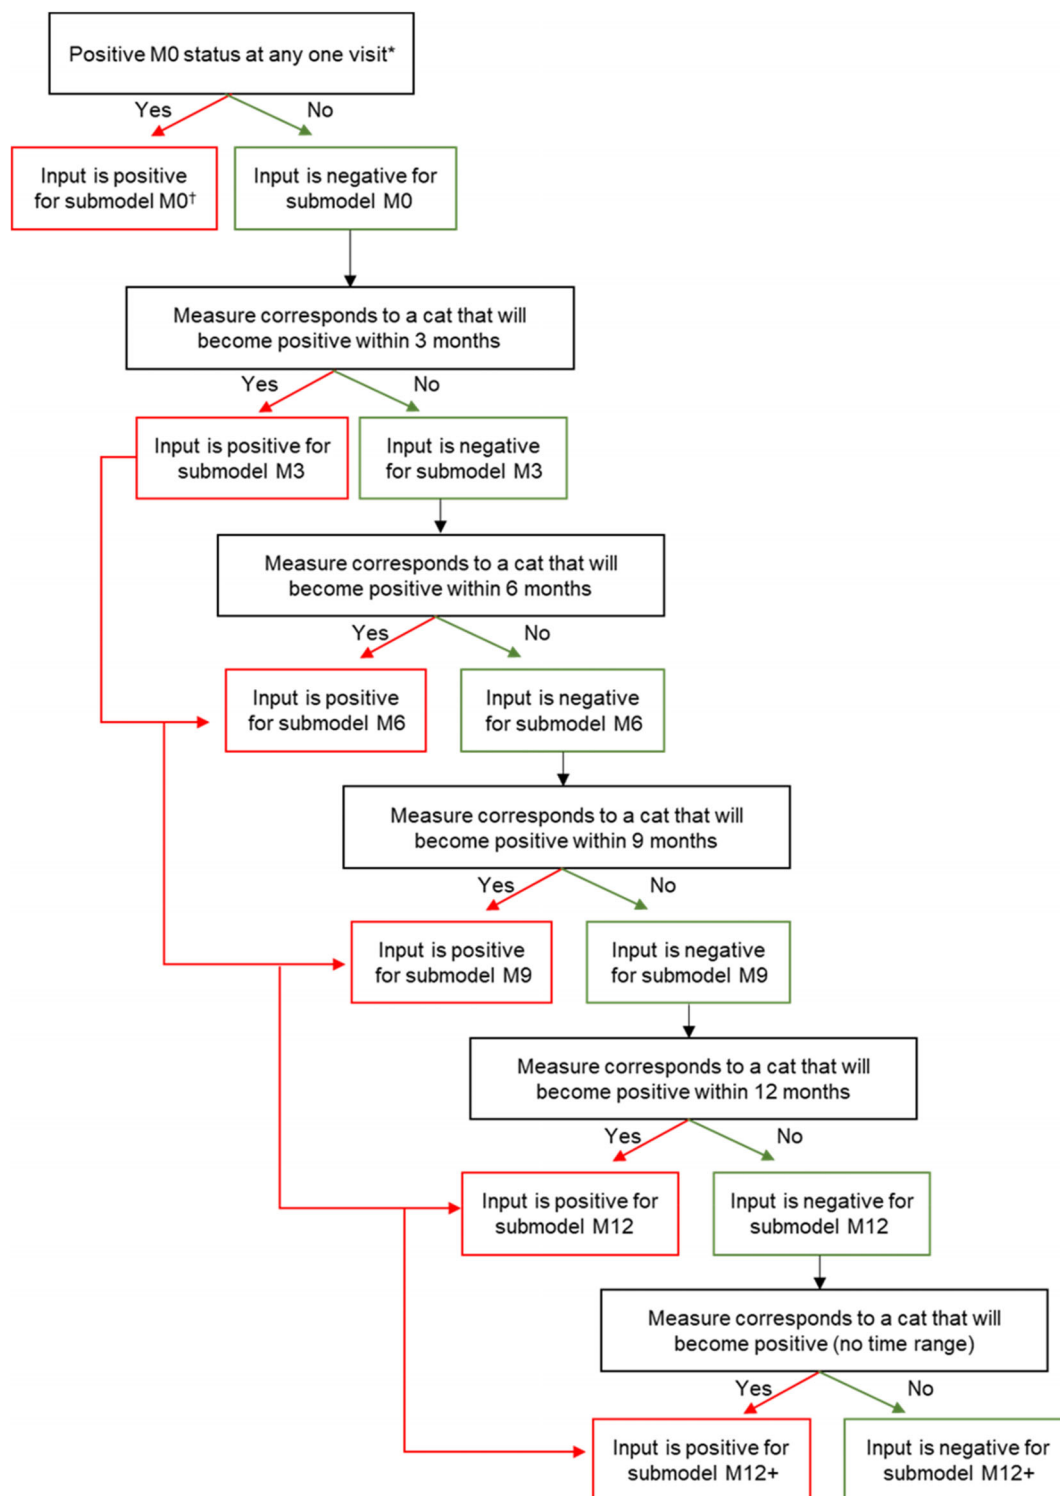 Positive M0 status at any one visit*
Yes
No
Input is positive
for submodel M0†
Input is negative for
submodel M0
Measure corresponds to a cat that will
become positive within 3 months
Yes
No
Input is positive for
submodel M3
Input is negative
for submodel M3
Measure corresponds to a cat that will
become positive within 6 months
Yes
No
Input is positive
for submodel M6
Input is negative
for submodel M6
Measure corresponds to a cat that will
become positive within 9 months
Yes
No
Input is positive
for submodel M9
Input is negative
for submodel M9
Measure corresponds to a cat that will
become positive within 12 months
Yes
No
Input is positive for
submodel M12
Input is negative for
submodel M12
Measure corresponds to a cat that will
become positive (no time range)
Yes
No
Input is positive for
submodel M12+
Input is negative for
submodel M12+